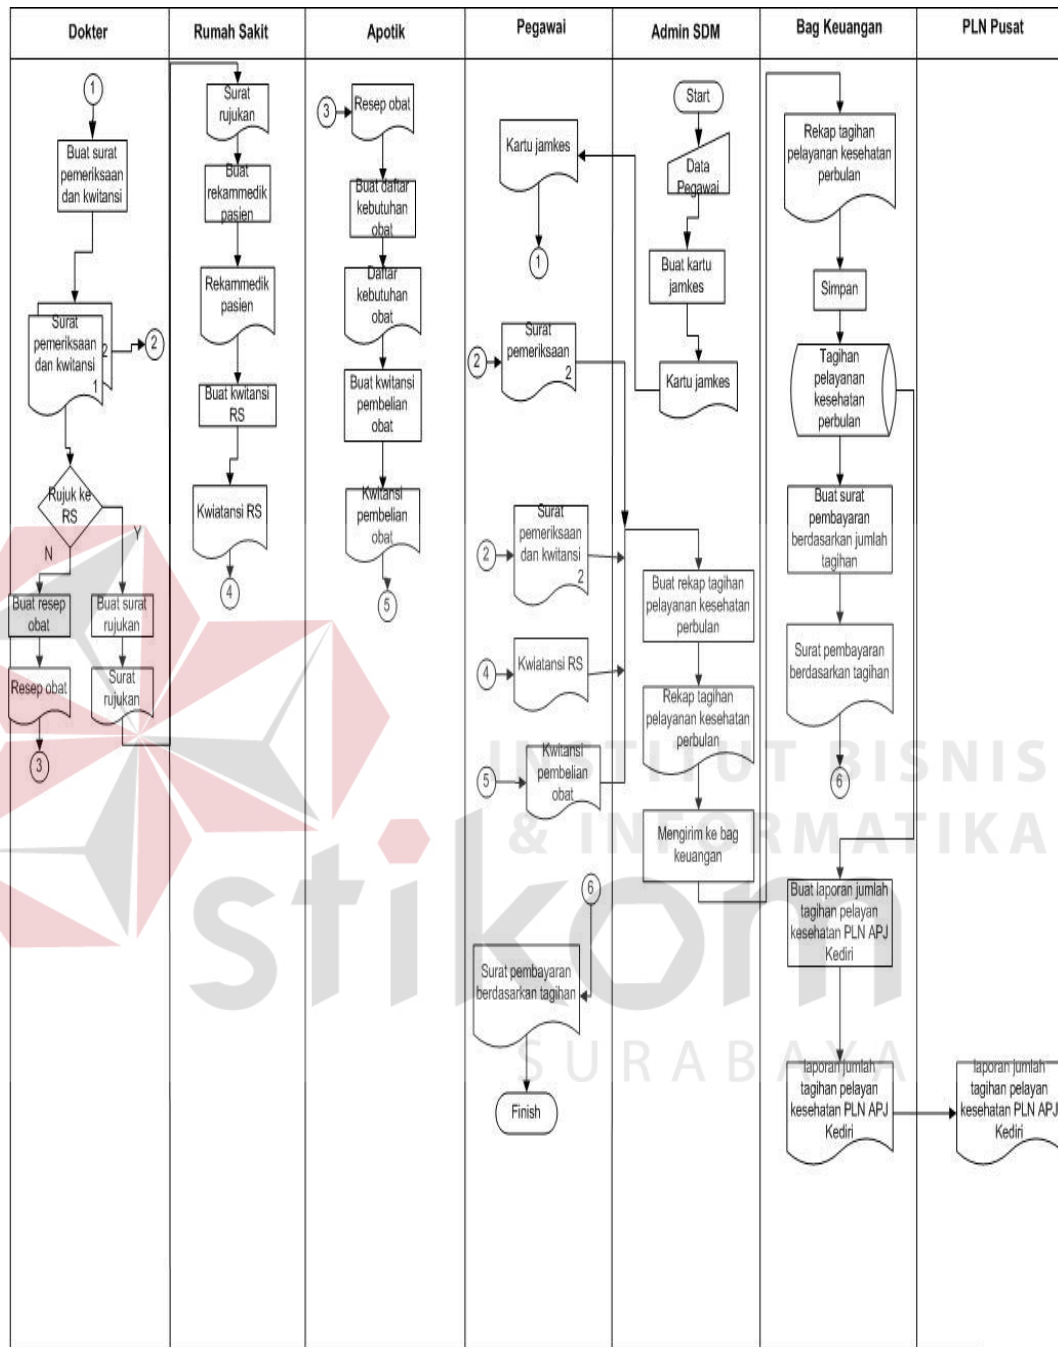 Dokter
Rumah Sakit
Apotik
Pegawai
Admin SDM
Bag Keuangan
PLN Pusat
1
Buat surat
pemeriksaan
dan kwitansi
Surat
pemeriksaan
dan kwitansi
2
1
2
Rujuk ke
RS
N
Y
Buat resep
obat
Buat surat
rujukan
Resep obat
Surat
rujukan
3
Surat
rujukan
Buat
rekammedik
pasien
Rekammedik
pasien
Buat kwitansi
RS
Kwiatansi RS
4
3
Resep obat
Buat daftar
kebutuhan
obat
Daftar
kebutuhan
obat
Buat kwitansi
pembelian
obat
Kwitansi
pembelian
obat
5
Kartu jamkes
1
2
Surat
pemeriksaan
2
2
Surat
pemeriksaan
dan kwitansi
2
4
Kwiatansi RS
5
Kwitansi
pembelian
obat
6
Surat pembayaran
berdasarkan tagihan
Finish
Start
Data
Pegawai
Buat kartu
jamkes
Kartu jamkes
Buat rekap tagihan
pelayanan kesehatan
perbulan
Rekap tagihan
pelayanan kesehatan
perbulan
Mengirim ke bag
keuangan
Rekap tagihan
pelayanan kesehatan
perbulan
Simpan
Tagihan
pelayanan
kesehatan
perbulan
Buat surat
pembayaran
berdasarkan jumlah
tagihan
Surat pembayaran
berdasarkan tagihan
6
Buat laporan jumlah
tagihan pelayan
kesehatan PLN APJ
Kediri
laporan jumlah
tagihan pelayan
kesehatan PLN APJ
Kediri
laporan jumlah
tagihan pelayan
kesehatan PLN APJ
Kediri
INSTITUT BISNIS
& INFORMATIKA
stikom
SURABAYA